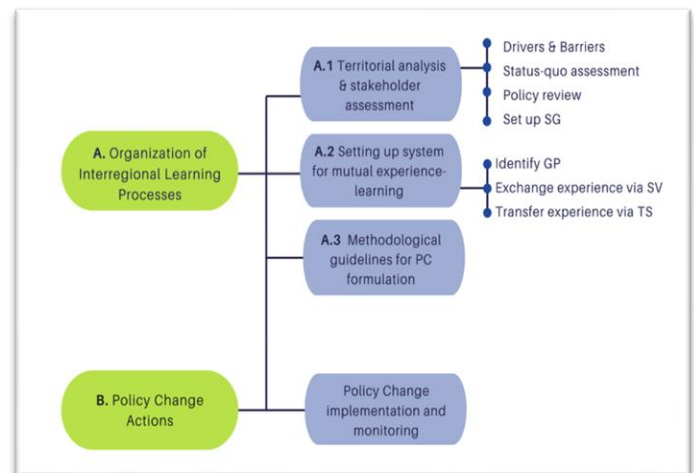 A. Organization of
Interregional Learning
Processes
A.1 Territorial analysis
& stakeholder
assessment
Drivers & Barriers
Status-quo assessment
Policy review
Set up SG
A.2 Setting up system
for mutual experience-
learning
Identify GP
Exchange experience via SV
Transfer experience via TS
A.3 Methodological
guidelines for PC
formulation
B. Policy Change
Actions
Policy Change
implementation and
monitoring